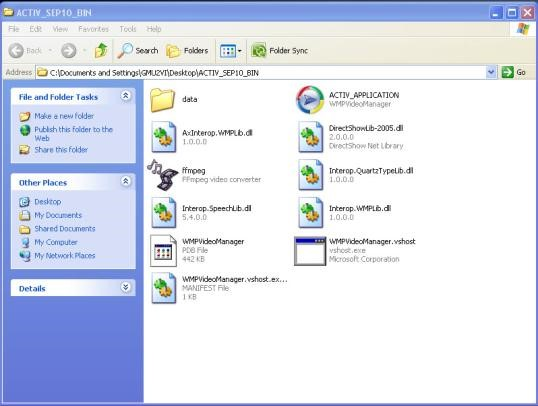 ACTIV_SEP10_BIN
File Edit View Favorites Tools Help
Back Search Folders Folder Sync
Address C:\Documents and Settings\GMU2VI\Desktop\ACTIV_SEP10_BIN Go
File and Folder Tasks
Make a new folder
Publish this folder to the
Web
Share this folder
Other Places
Desktop
My Documents
Shared Documents
My Computer
My Network Places
Details
data
ACTIV_APPLICATION
WMPVideoManager
AxInterop.WMPLib.dll
1.0.0.0
DirectShowLib-2005.dll
2.0.0.0
DirectShow Net Library
ffmpeg
FFmpeg video converter
Interop.QuartzTypeLib.dll
1.0.0.0
Interop.SpeechLib.dll
5.4.0.0
Interop.WMPLib.dll
1.0.0.0
WMPVideoManager
PDB File
442 KB
WMPVideoManager.vshost
vshost.exe
Microsoft Corporation
WMPVideoManager.vshost.ex...
MANIFEST File
1 KB